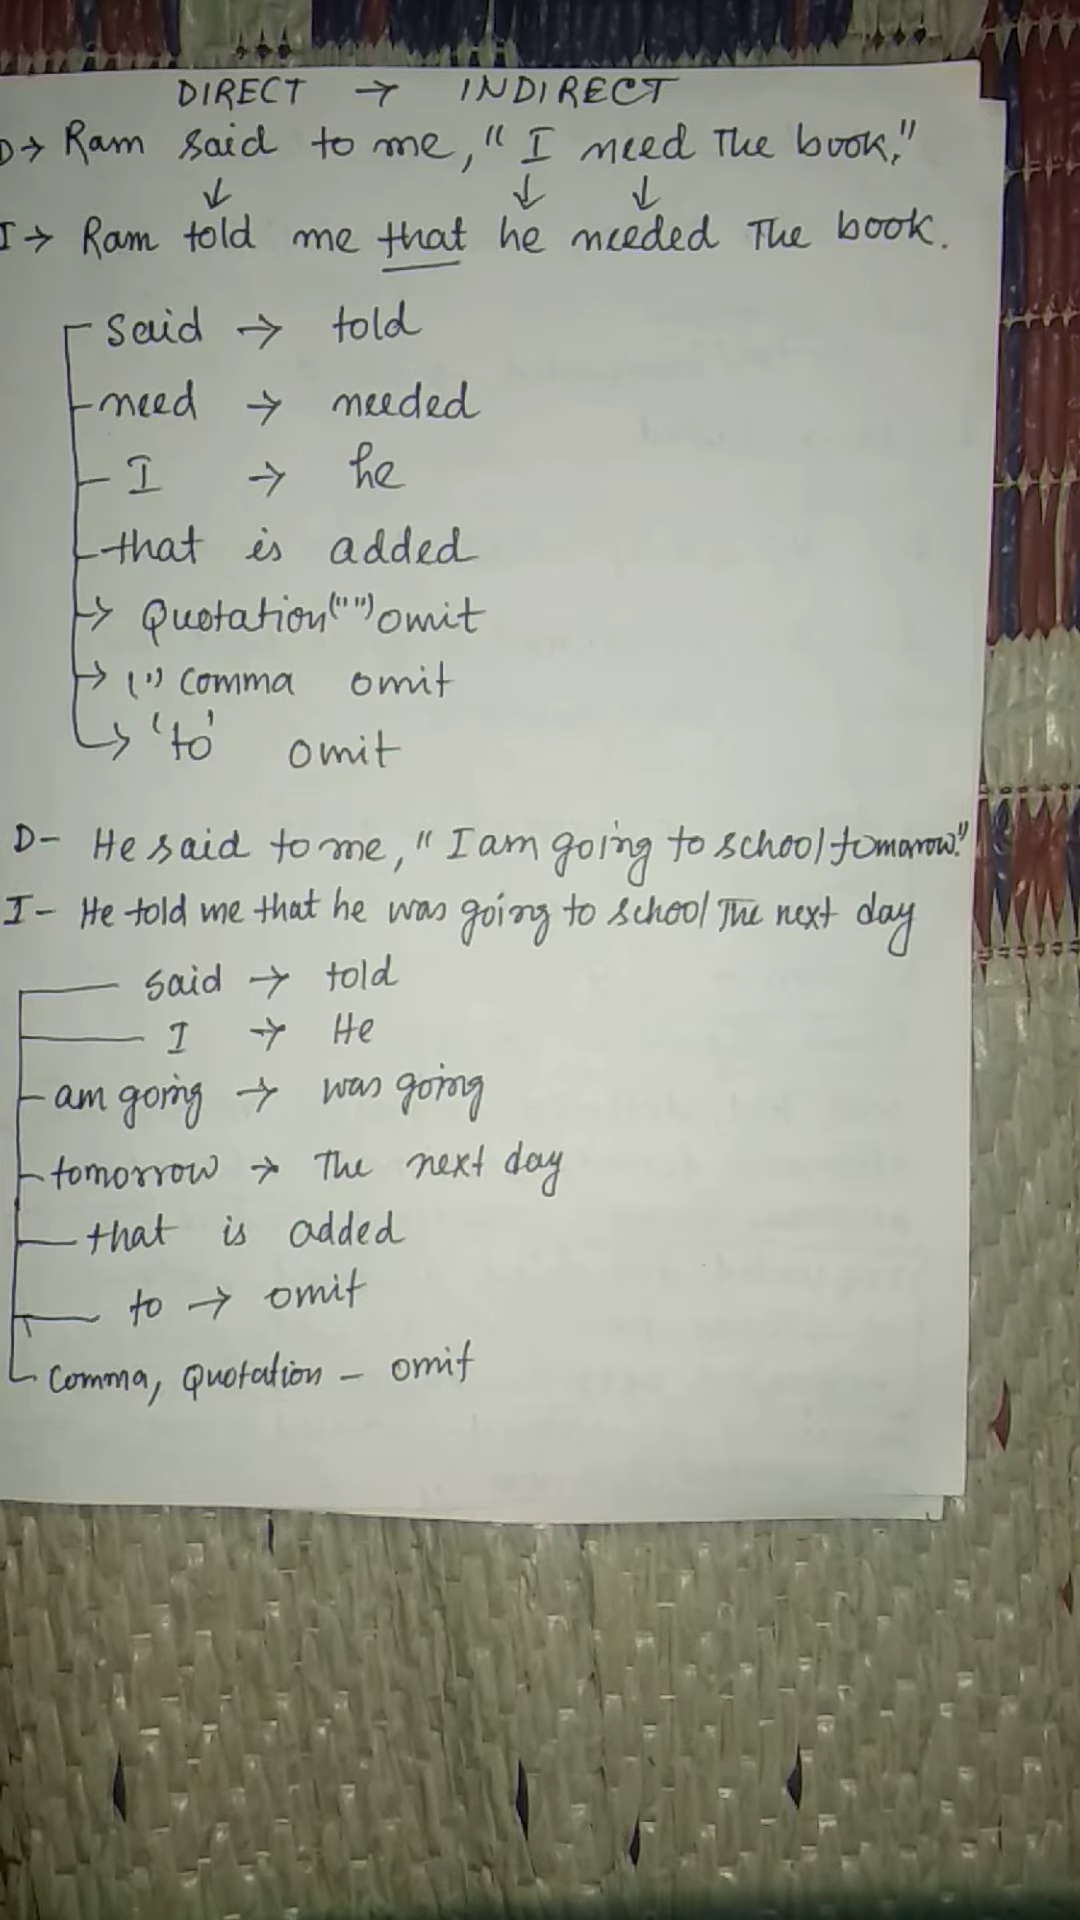 DIRECT → INDIRECT
D→ Ram said to me, "I need The book."
I→ Ram told me that he needed The book.
said → told
need → needed
I → he
that is added
→ Quotation("") omit
→ (,) comma omit
→ 'to' omit
D- He said to me, "I am going to school tomarow."
I- He told me that he was going to school The next day
said → told
I → He
am going → was going
tomorrow → The next day
that is added
to → omit
Comma, Quotation - omit